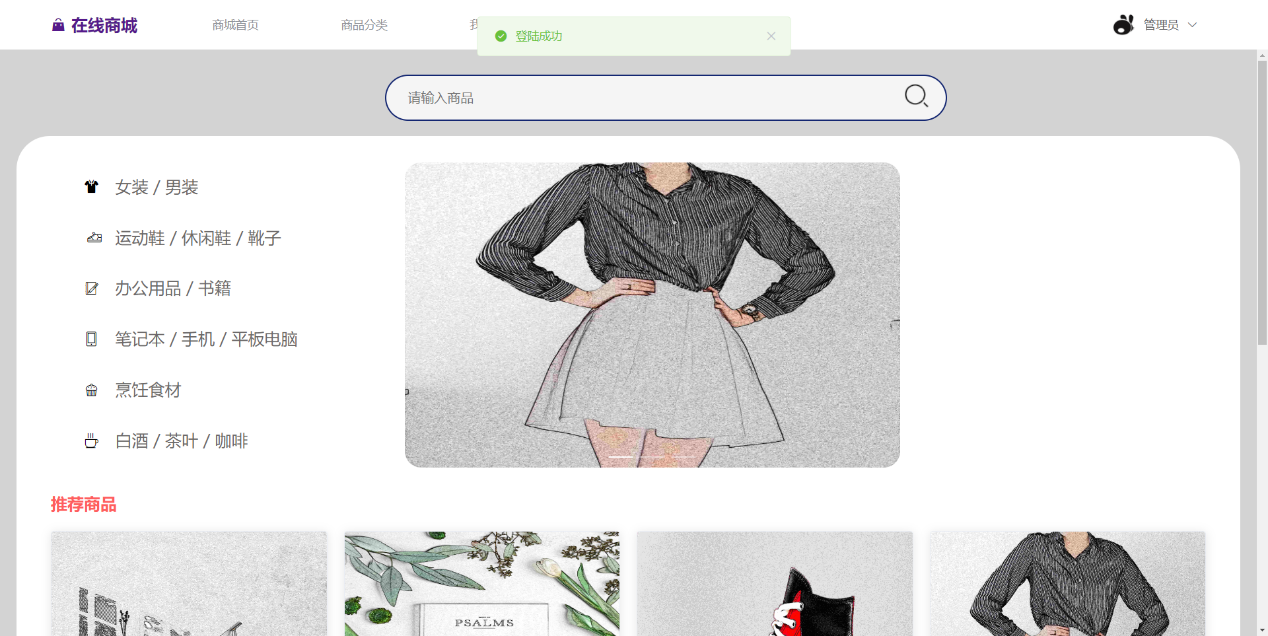 在线商城
商城首页
商品分类
登陆成功
管理员
请输入商品
女装 / 男装
运动鞋 / 休闲鞋 / 靴子
办公用品 / 书籍
笔记本 / 手机 / 平板电脑
烹饪食材
白酒 / 茶叶 / 咖啡
推荐商品
PSALMS